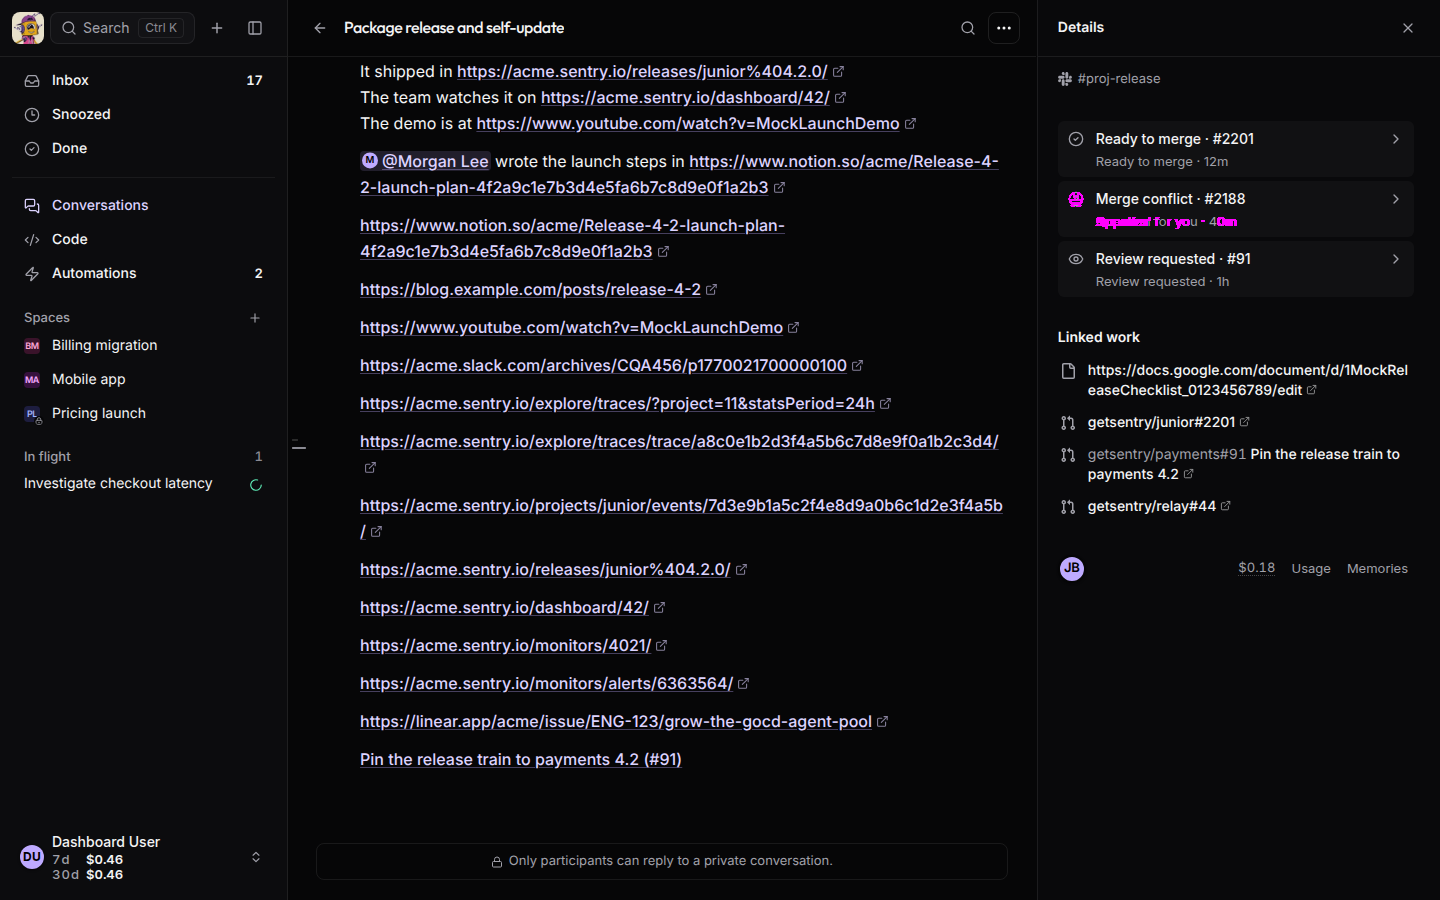 Search Ctrl K
Inbox 17
Snoozed
Done
Conversations
Code
Automations 2
Spaces
BM Billing migration
MA Mobile app
PL Pricing launch
In flight 1
Investigate checkout latency
DU Dashboard User
7d $0.46
30d $0.46
Package release and self-update
It shipped in https://acme.sentry.io/releases/junior%404.2.0/
The team watches it on https://acme.sentry.io/dashboard/42/
The demo is at https://www.youtube.com/watch?v=MockLaunchDemo
M @Morgan Lee wrote the launch steps in https://www.notion.so/acme/Release-4-
2-launch-plan-4f2a9c1e7b3d4e5fa6b7c8d9e0f1a2b3
https://www.notion.so/acme/Release-4-2-launch-plan-
4f2a9c1e7b3d4e5fa6b7c8d9e0f1a2b3
https://blog.example.com/posts/release-4-2
https://www.youtube.com/watch?v=MockLaunchDemo
https://acme.slack.com/archives/CQA456/p1770021700000100
https://acme.sentry.io/explore/traces/?project=11&statsPeriod=24h
https://acme.sentry.io/explore/traces/trace/a8c0e1b2d3f4a5b6c7d8e9f0a1b2c3d4/
https://acme.sentry.io/projects/junior/events/7d3e9b1a5c2f4e8d9a0b6c1d2e3f4a5b
/
https://acme.sentry.io/releases/junior%404.2.0/
https://acme.sentry.io/dashboard/42/
https://acme.sentry.io/monitors/4021/
https://acme.sentry.io/monitors/alerts/6363564/
https://linear.app/acme/issue/ENG-123/grow-the-gocd-agent-pool
Pin the release train to payments 4.2 (#91)
Only participants can reply to a private conversation.
Details
#proj-release
Ready to merge · #2201
Ready to merge · 12m
Merge conflict · #2188
for you
Review requested · #91
Review requested · 1h
Linked work
https://docs.google.com/document/d/1MockRel
easeChecklist_0123456789/edit
getsentry/junior#2201
getsentry/payments#91 Pin the release train to
payments 4.2
getsentry/relay#44
JB $0.18 Usage Memories